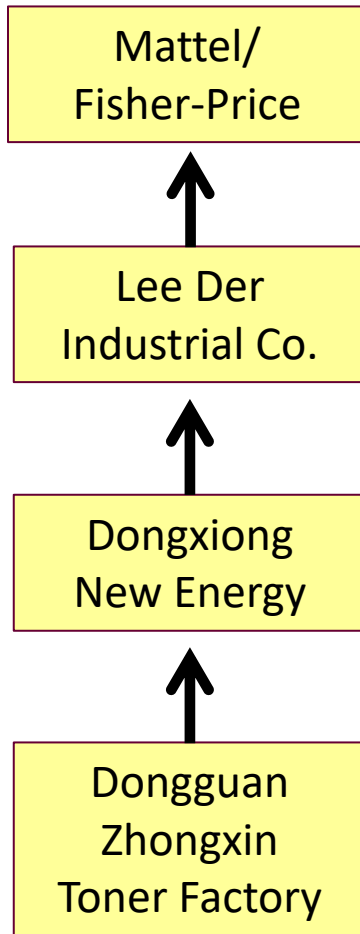 Mattel/
Fisher-Price
Lee Der
Industrial Co.
Dongxiong
New Energy
Dongguan
Zhongxin
Toner Factory